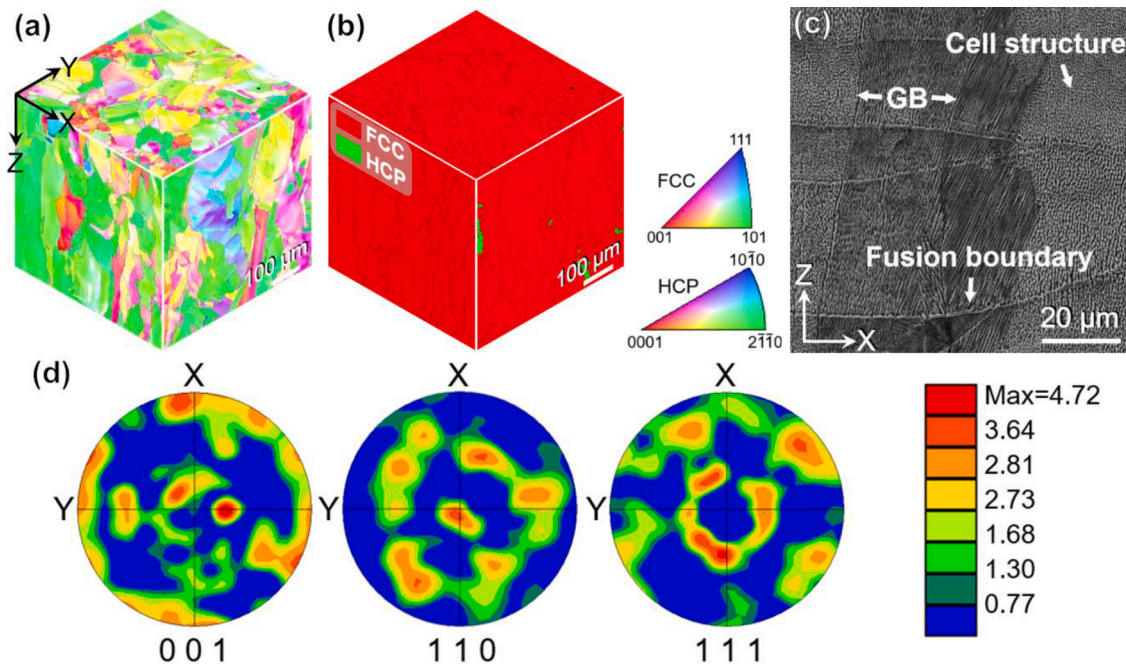 (a)
Y
X
Z
100 µm
(b)
FCC
HCP
100 µm
111
FCC
001
101
101̅0
HCP
0001
21̅1̅0
(c)
Cell structure
GB
Fusion boundary
Z
X
20 µm
(d)
X
X
X
Y
Y
Y
0 0 1
1 1 0
1 1 1
Max=4.72
3.64
2.81
2.73
1.68
1.30
0.77